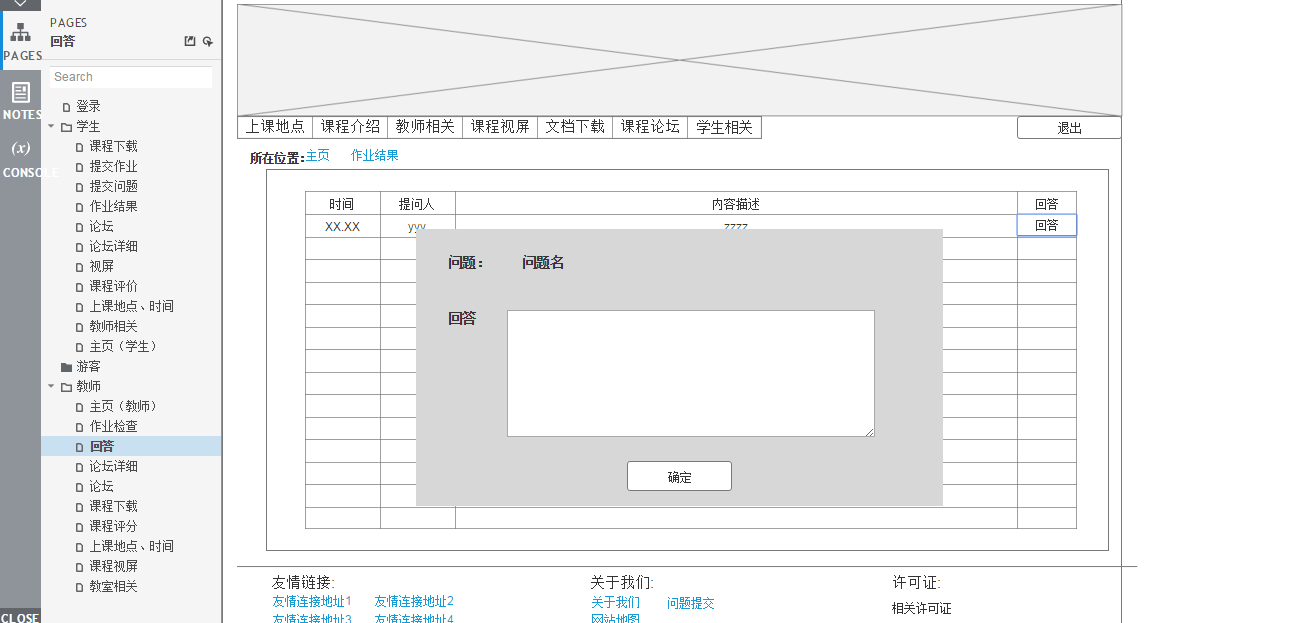 PAGES
回答
PAGES
Search
NOTES
(x)
CONSOLE
CLOSE
登录
学生
课程下载
提交作业
提交问题
作业结果
论坛
论坛详细
视屏
课程评价
上课地点、时间
教师相关
主页（学生）
游客
教师
主页（教师）
作业检查
回答
论坛详细
论坛
课程下载
课程评分
上课地点、时间
课程视屏
教室相关
上课地点 课程介绍 教师相关 课程视屏 文档下载 课程论坛 学生相关 退出
所在位置: 主页 作业结果
时间 提问人 内容描述 回答
XX.XX yyy zzzz 回答
问题： 问题名
回答
确定
友情链接: 关于我们: 许可证:
友情连接地址1 友情连接地址2 关于我们 问题提交 相关许可证
友情连接地址3 友情连接地址4 网站地图